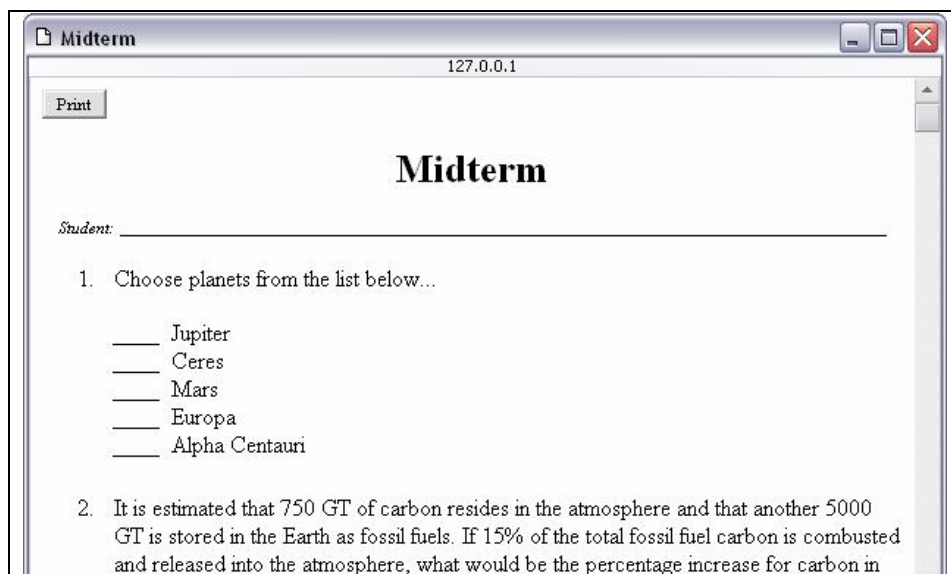 Midterm
127.0.0.1
Print
Midterm
Student: ____
1. Choose planets from the list below...
____ Jupiter
____ Ceres
____ Mars
____ Europa
____ Alpha Centauri
2. It is estimated that 750 GT of carbon resides in the atmosphere and that another 5000
GT is stored in the Earth as fossil fuels. If 15% of the total fossil fuel carbon is combusted
and released into the atmosphere, what would be the percentage increase for carbon in